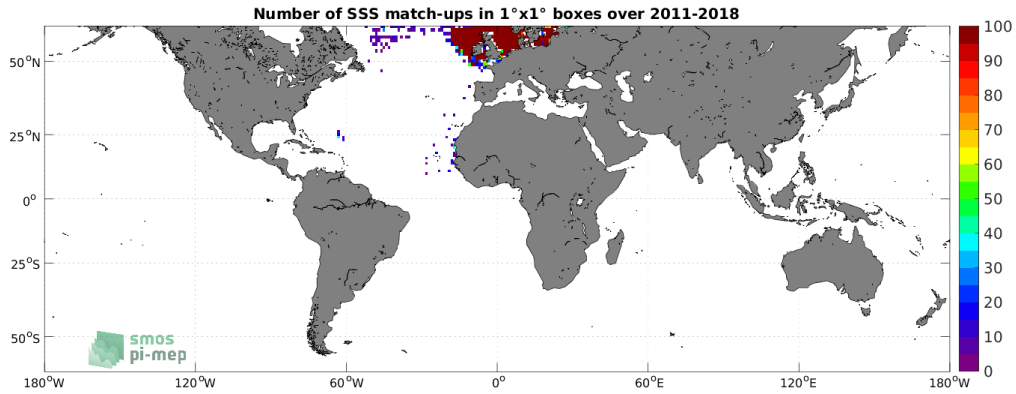 Number of SSS match-ups in 1°x1° boxes over 2011-2018
100
90
80
70
60
50
40
30
20
10
0
50°N
25°N
0°
25°S
50°S
smos
pi-mep
180°W 120°W 60°W 0° 60°E 120°E 180°W